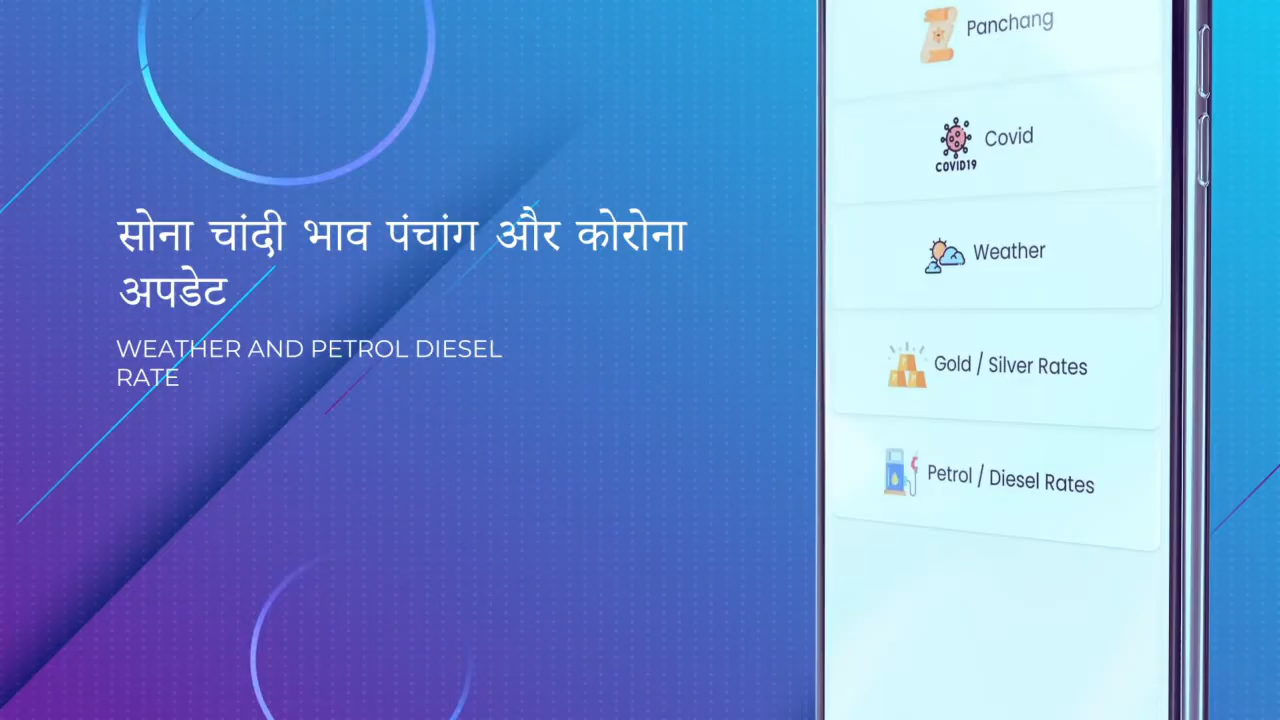 सोना चांदी भाव पंचांग और कोरोना
अपडेट
WEATHER AND PETROL DIESEL
RATE
Panchang
Covid
COVID19
Weather
Gold / Silver Rates
Petrol / Diesel Rates